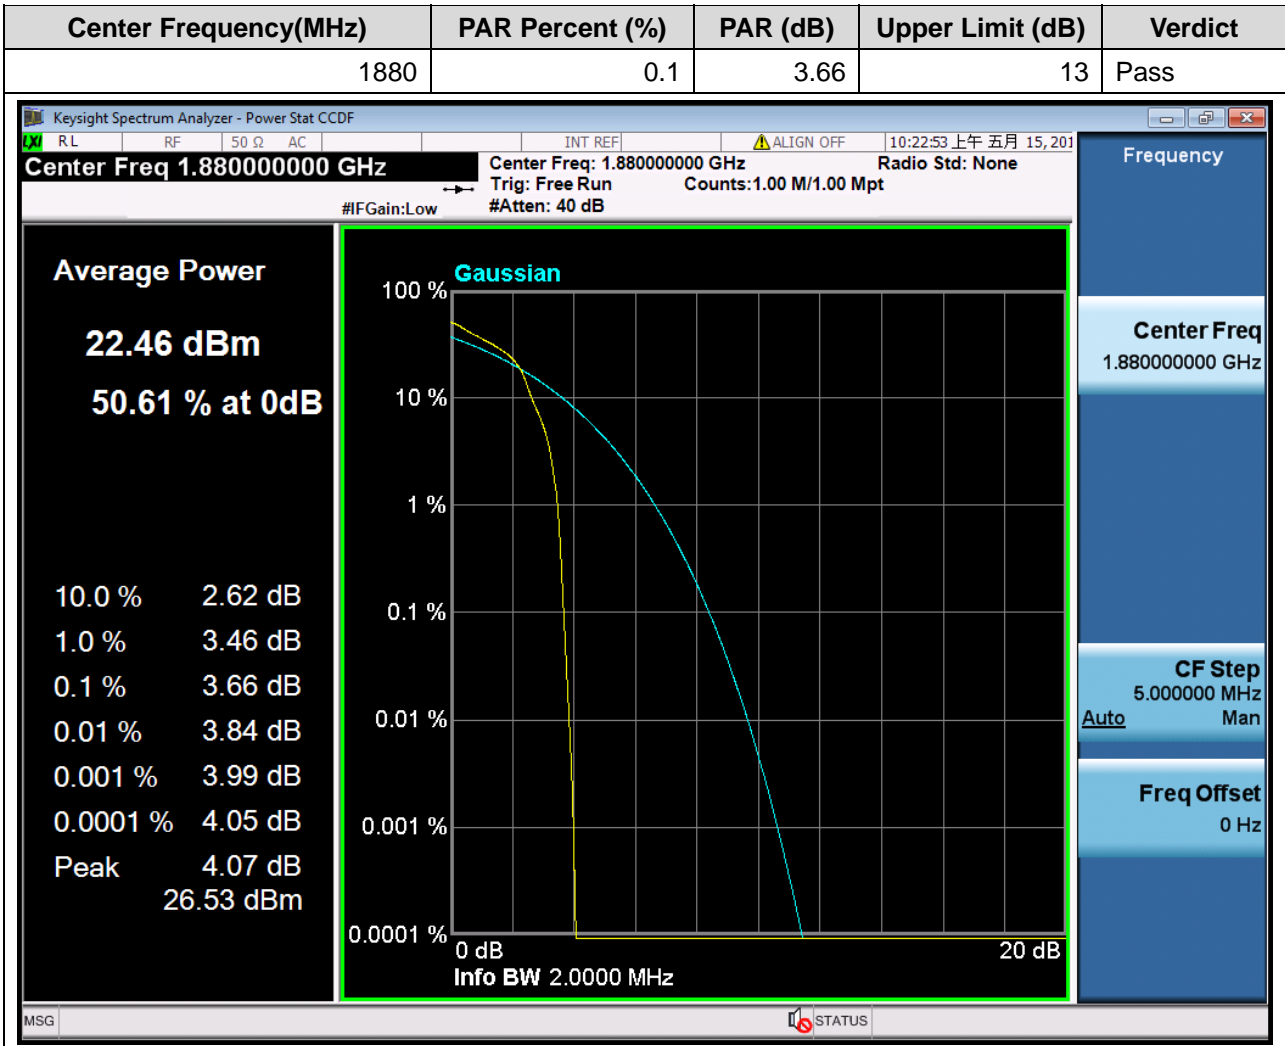 Center Frequency(MHz) PAR Percent (%) PAR (dB) Upper Limit (dB) Verdict
1880 0.1 3.66 13 Pass
Keysight Spectrum Analyzer - Power Stat CCDF
LXI RL RF 50 Ω AC INT REF ALIGN OFF 10:22:53 上午 五月 15, 201
Center Freq 1.880000000 GHz
Center Freq: 1.880000000 GHz Radio Std: None
Trig: Free Run Counts:1.00 M/1.00 Mpt
#IFGain:Low #Atten: 40 dB
Average Power
22.46 dBm
50.61 % at 0dB
10.0 % 2.62 dB
1.0 % 3.46 dB
0.1 % 3.66 dB
0.01 % 3.84 dB
0.001 % 3.99 dB
0.0001 % 4.05 dB
Peak 4.07 dB
26.53 dBm
Gaussian
100 %
10 %
1 %
0.1 %
0.01 %
0.001 %
0.0001 %
0 dB 20 dB
Info BW 2.0000 MHz
Frequency
Center Freq
1.880000000 GHz
CF Step
5.000000 MHz
Auto Man
Freq Offset
0 Hz
MSG STATUS